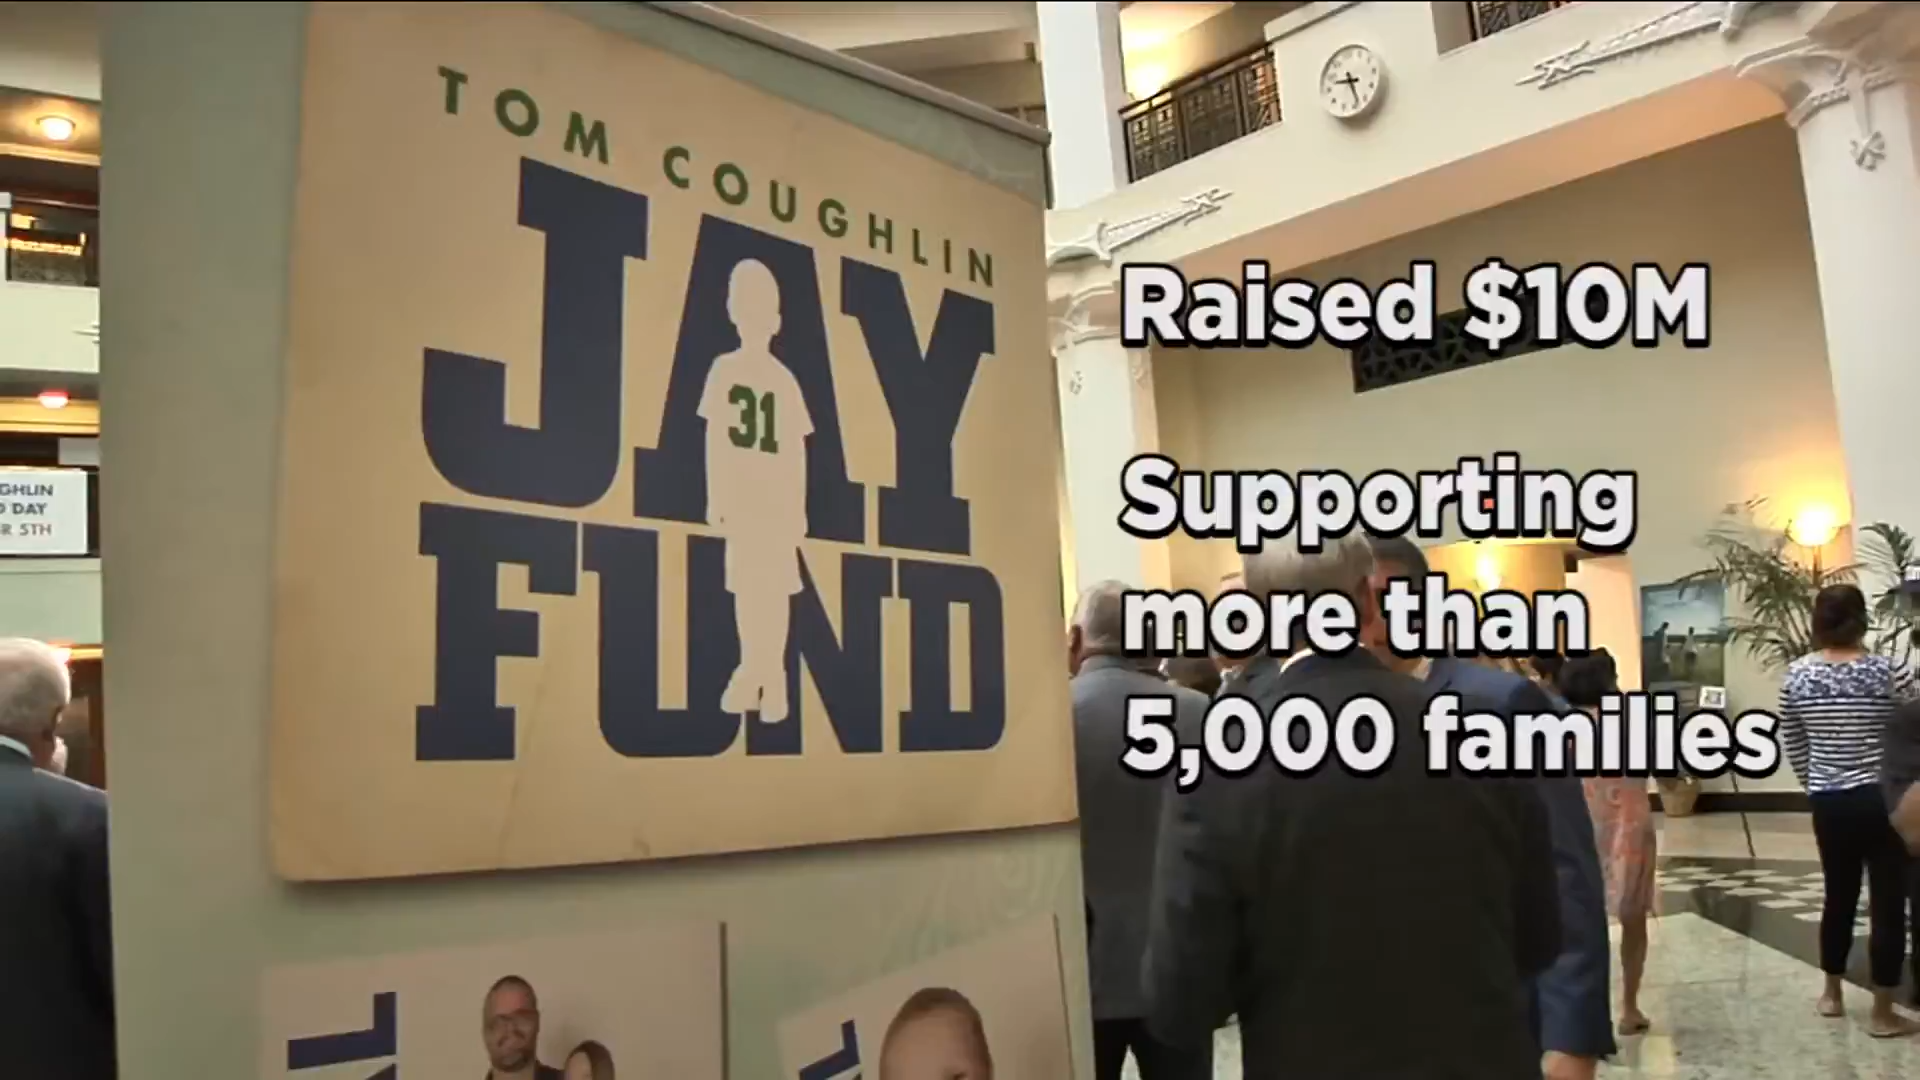 TOM COUGHLIN
JAY
31
FUND
GHLIN
DAY
R 5TH
Raised $10M
Supporting
more than
5,000 families